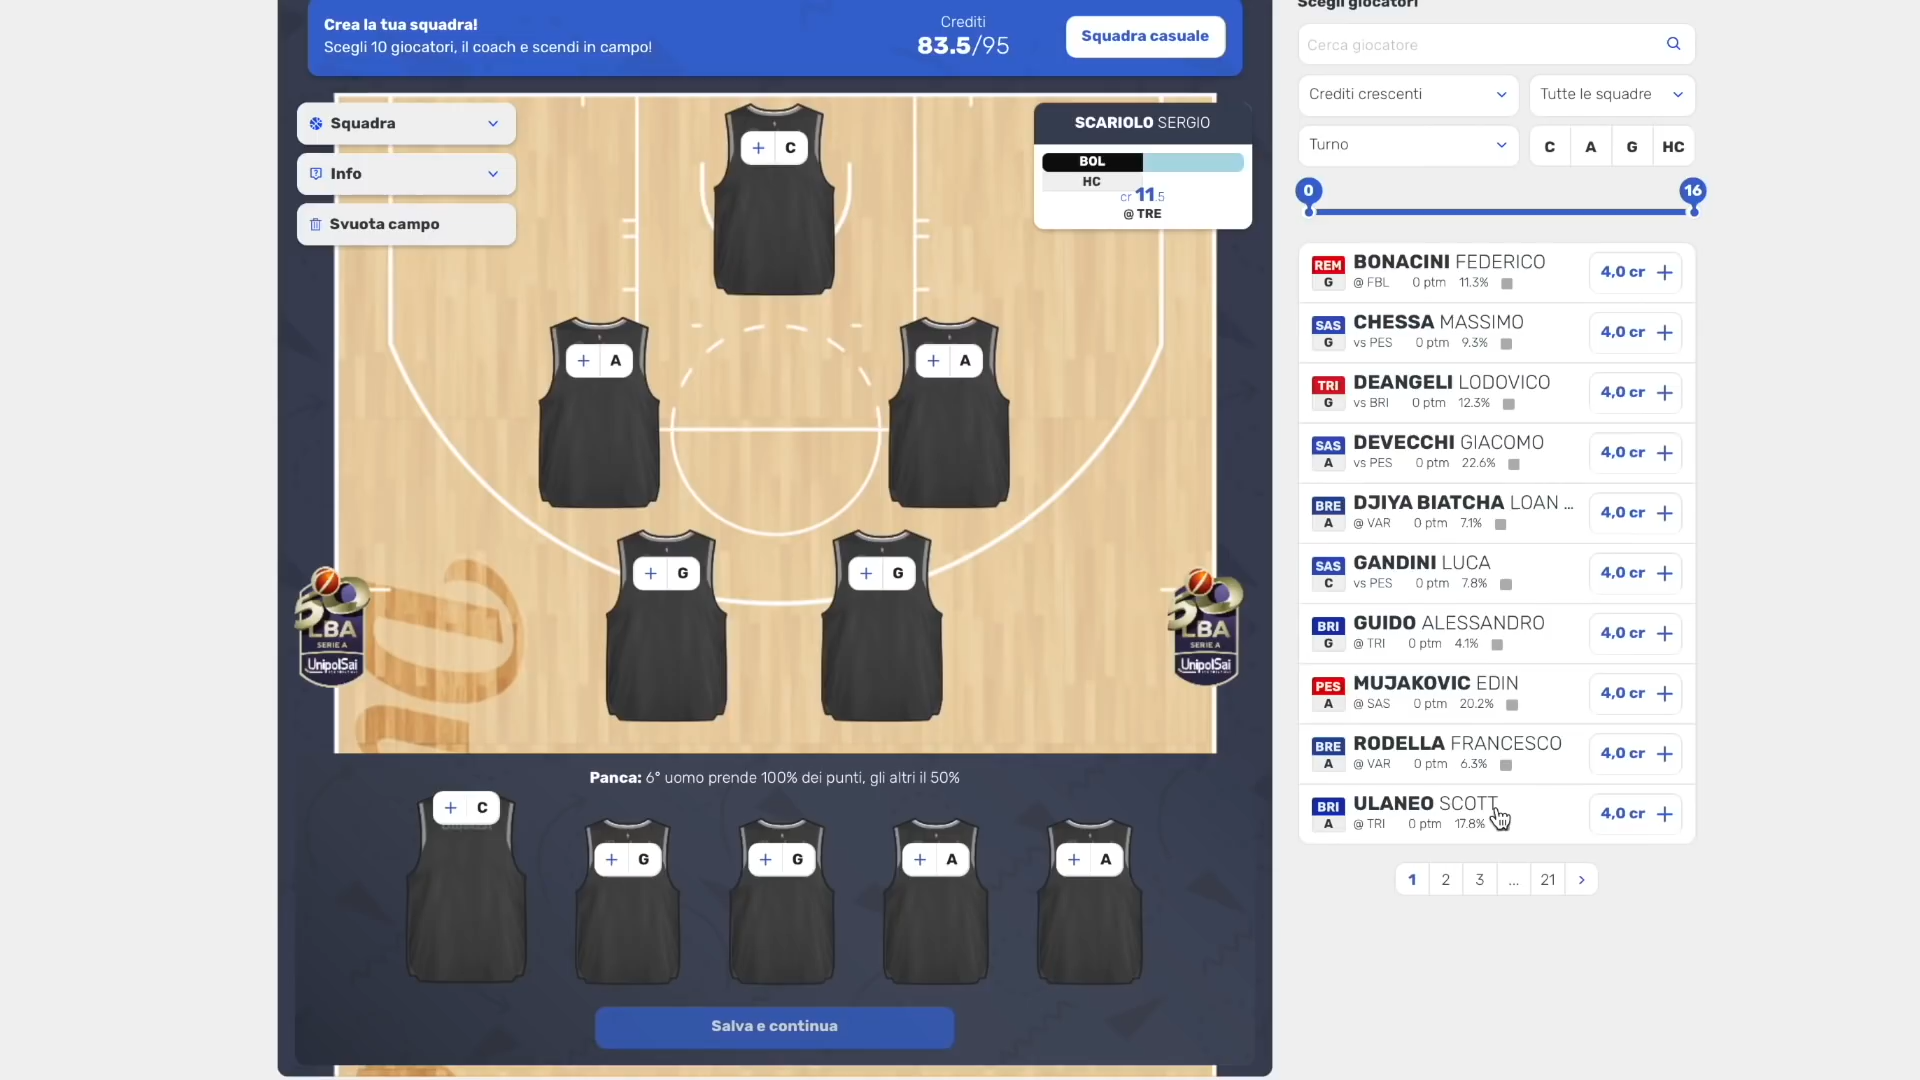 Crea la tua squadra!
Scegli 10 giocatori, il coach e scendi in campo!
Crediti
83.5/95
Squadra casuale
Squadra
Info
Svuota campo
SCARIOLO SERGIO
BOL
HC
cr 11.5
@ TRE
+ C
+ A
+ A
+ G
+ G
LBA
SERIE A
UnipolSai
LBA
SERIE A
UnipolSai
Panca: 6° uomo prende 100% dei punti, gli altri il 50%
+ C
+ G
+ G
+ A
+ A
Salva e continua
Scegli giocatori
Cerca giocatore
Crediti crescenti
Tutte le squadre
Turno
C A G HC
0 16
REM BONACINI FEDERICO 4,0 cr +
G @ FBL 0 ptm 11.3%
SAS CHESSA MASSIMO 4,0 cr +
G vs PES 0 ptm 9.3%
TRI DEANGELI LODOVICO 4,0 cr +
G vs BRI 0 ptm 12.3%
SAS DEVECCHI GIACOMO 4,0 cr +
A vs PES 0 ptm 22.6%
BRE DJIYA BIATCHA LOAN ... 4,0 cr +
A @ VAR 0 ptm 7.1%
SAS GANDINI LUCA 4,0 cr +
C vs PES 0 ptm 7.8%
BRI GUIDO ALESSANDRO 4,0 cr +
G @ TRI 0 ptm 4.1%
PES MUJAKOVIC EDIN 4,0 cr +
A @ SAS 0 ptm 20.2%
BRE RODELLA FRANCESCO 4,0 cr +
A @ VAR 0 ptm 6.3%
BRI ULANEO SCOTT 4,0 cr +
A @ TRI 0 ptm 17.8%
1 2 3 ... 21 >